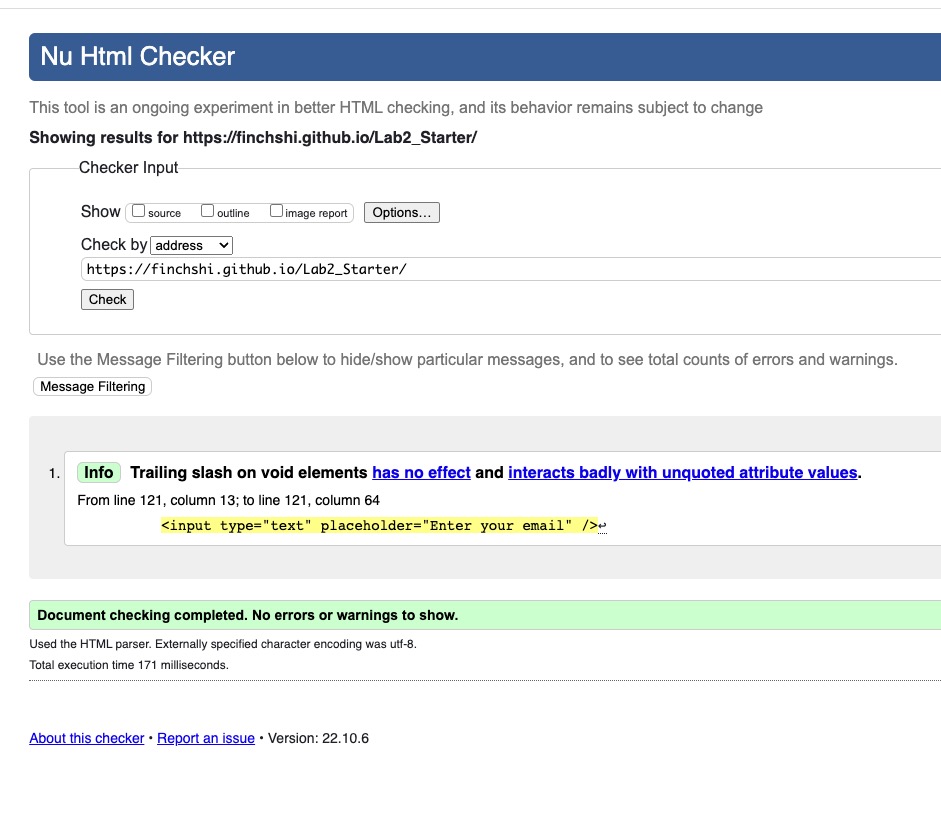 Nu Html Checker
This tool is an ongoing experiment in better HTML checking, and its behavior remains subject to change
Showing results for https://finchshi.github.io/Lab2_Starter/
Checker Input
Show source outline image report Options...
Check by address
https://finchshi.github.io/Lab2_Starter/
Check
Use the Message Filtering button below to hide/show particular messages, and to see total counts of errors and warnings.
Message Filtering
1. Info Trailing slash on void elements has no effect and interacts badly with unquoted attribute values.
From line 121, column 13; to line 121, column 64
<input type="text" placeholder="Enter your email" />↩
Document checking completed. No errors or warnings to show.
Used the HTML parser. Externally specified character encoding was utf-8.
Total execution time 171 milliseconds.
About this checker • Report an issue • Version: 22.10.6